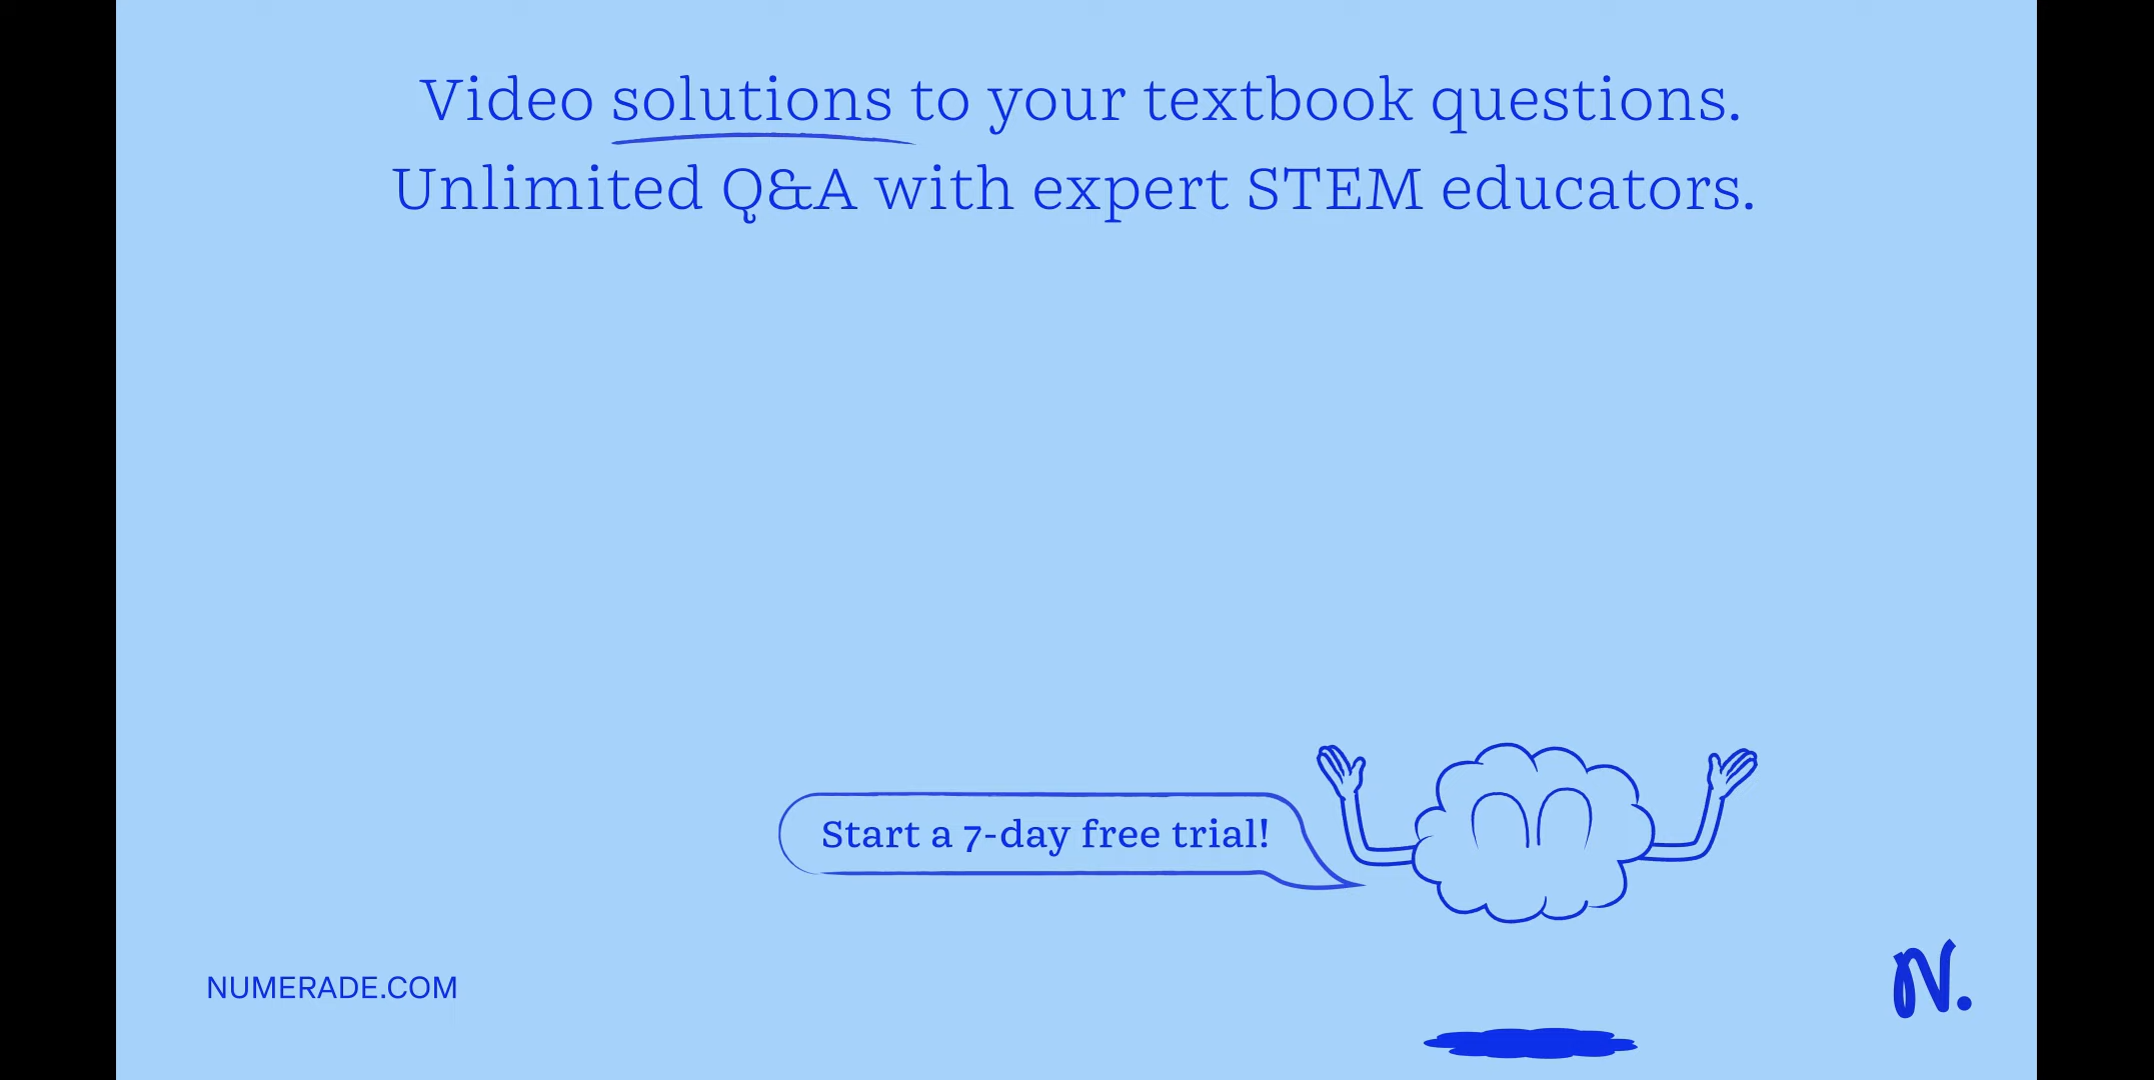 Video solutions to your textbook questions.
Unlimited Q&A with expert STEM educators.
Start a 7-day free trial!
NUMERADE.COM
N.